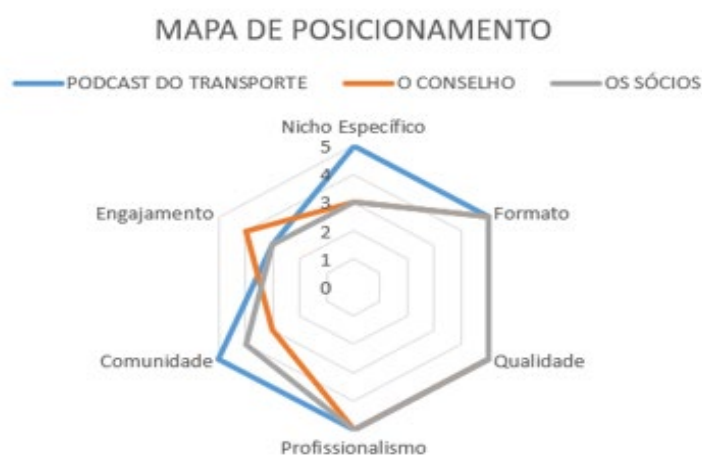 MAPA DE POSICIONAMENTO
PODCAST DO TRANSPORTE O CONSELHO OS SÓCIOS
Nicho Específico
5
4
3
2
1
0
Engajamento
Formato
Comunidade
Qualidade
Profissionalismo